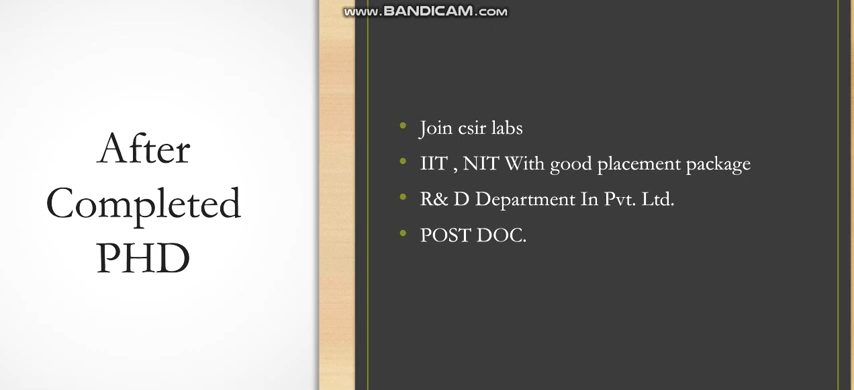 www.BANDICAM.com
After
Completed
PHD
Join csir labs
IIT , NIT With good placement package
R& D Department In Pvt. Ltd.
POST DOC.